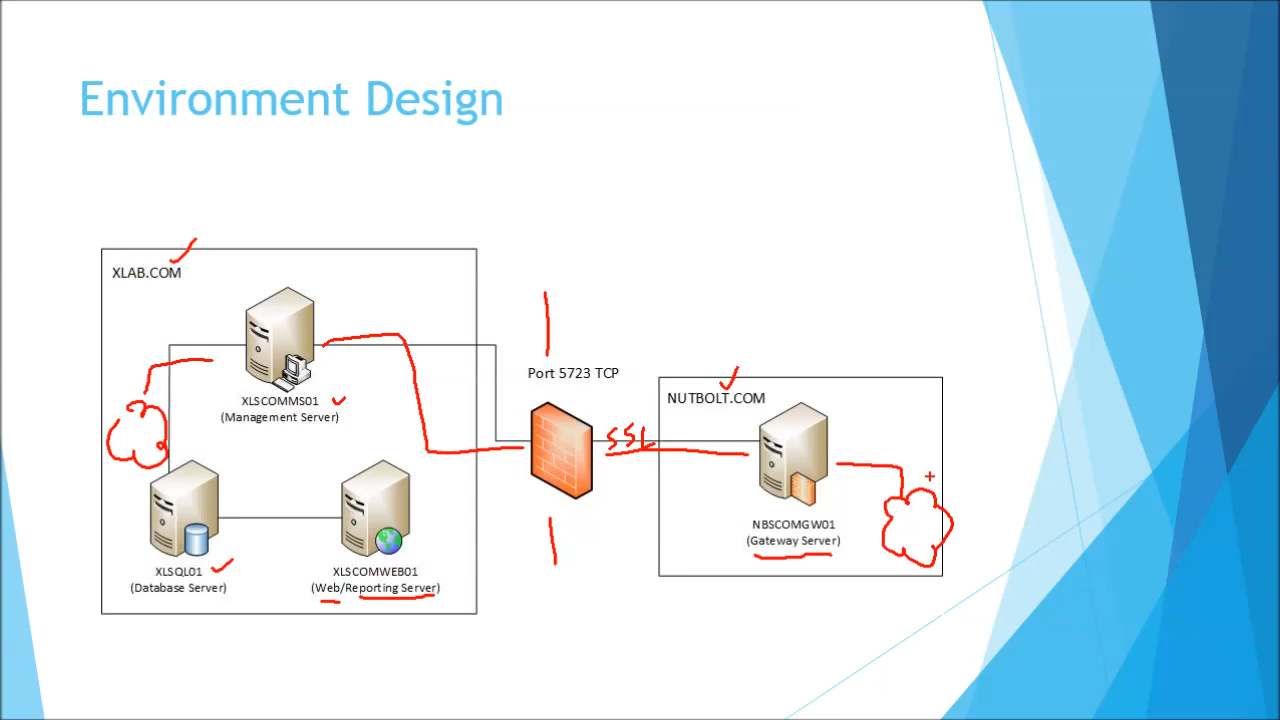 Environment Design
XLAB.COM
XLSCOMMS01
(Management Server)
XLSQL01
(Database Server)
XLSCOMWEB01
(Web/Reporting Server)
Port 5723 TCP
SSL
NUTBOLT.COM
NBSCOMGW01
(Gateway Server)